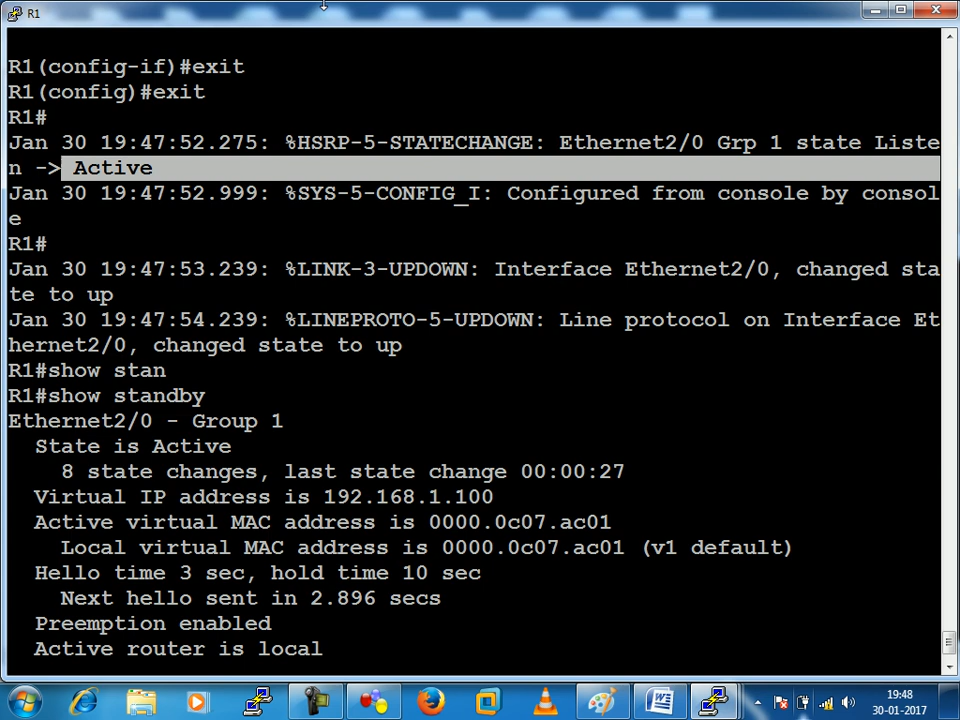 R1
R1(config-if)#exit
R1(config)#exit
R1#
Jan 30 19:47:52.275: %HSRP-5-STATECHANGE: Ethernet2/0 Grp 1 state Liste
n -> Active
Jan 30 19:47:52.999: %SYS-5-CONFIG_I: Configured from console by consol
e
R1#
Jan 30 19:47:53.239: %LINK-3-UPDOWN: Interface Ethernet2/0, changed sta
te to up
Jan 30 19:47:54.239: %LINEPROTO-5-UPDOWN: Line protocol on Interface Et
hernet2/0, changed state to up
R1#show stan
R1#show standby
Ethernet2/0 - Group 1
State is Active
8 state changes, last state change 00:00:27
Virtual IP address is 192.168.1.100
Active virtual MAC address is 0000.0c07.ac01
Local virtual MAC address is 0000.0c07.ac01 (v1 default)
Hello time 3 sec, hold time 10 sec
Next hello sent in 2.896 secs
Preemption enabled
Active router is local
19:48
30-01-2017